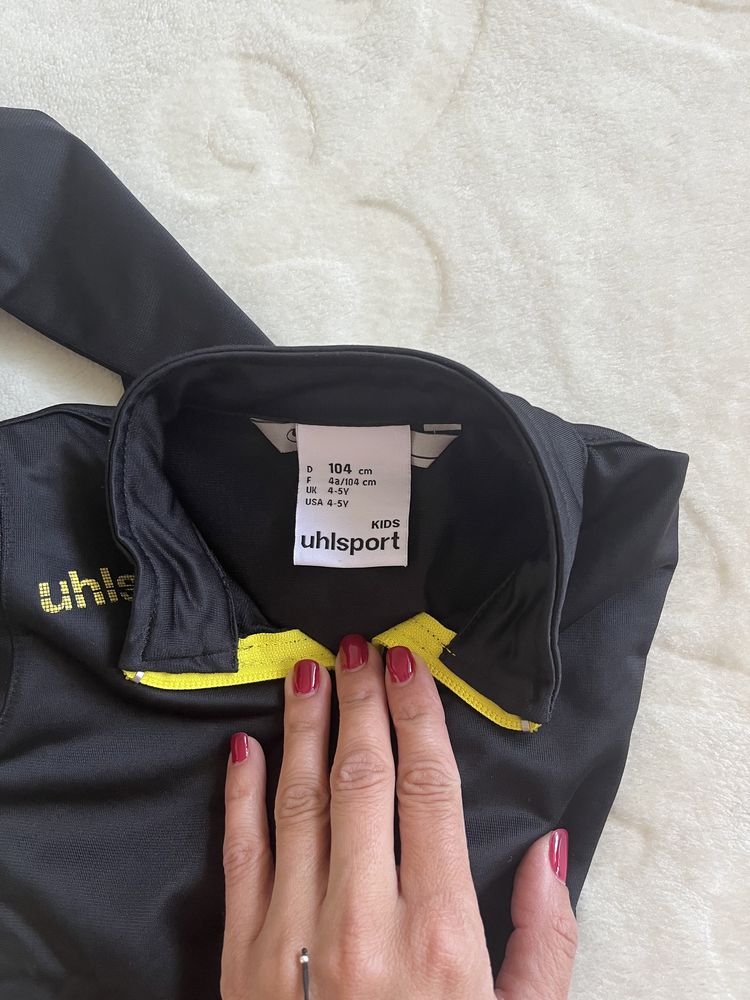 D 104 cm
F 4a/104 cm
UK 4-5Y
USA 4-5Y
KIDS
uhlsport
uhls